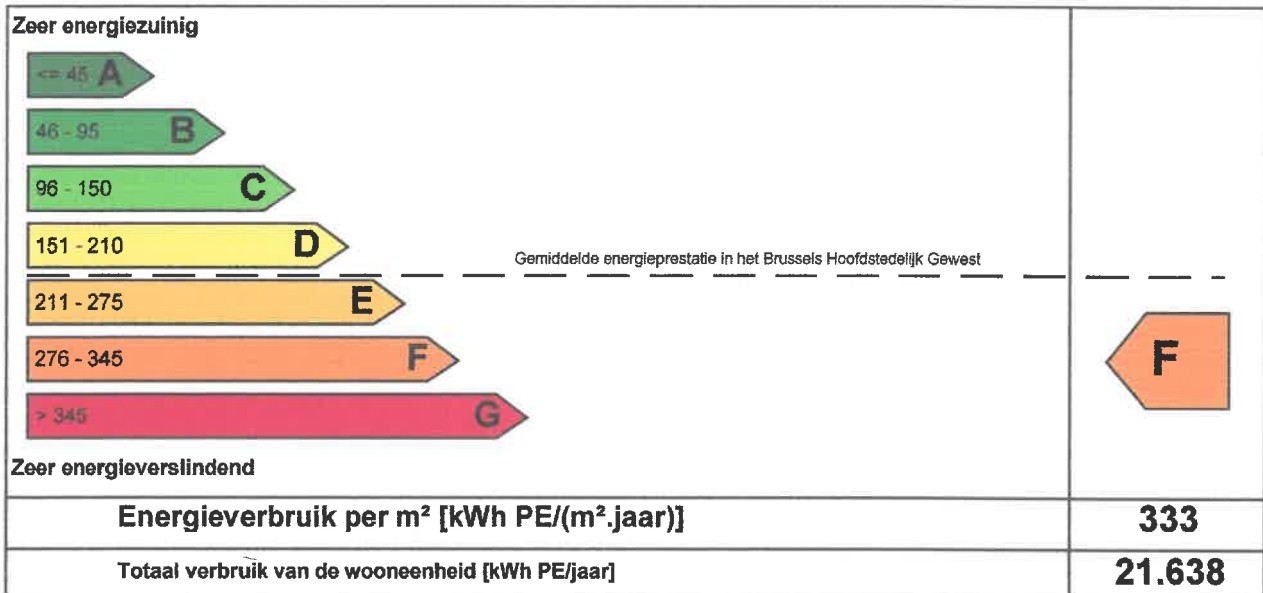 Zeer energiezuinig
<= 45 A
46 - 95 B
96 - 150 C
151 - 210 D
Gemiddelde energieprestatie in het Brussels Hoofdstedelijk Gewest
211 - 275 E
276 - 345 F
F
> 345 G
Zeer energieverslindend
Energieverbruik per m² [kWh PE/(m².jaar)] 333
Totaal verbruik van de wooneenheid [kWh PE/jaar] 21.638